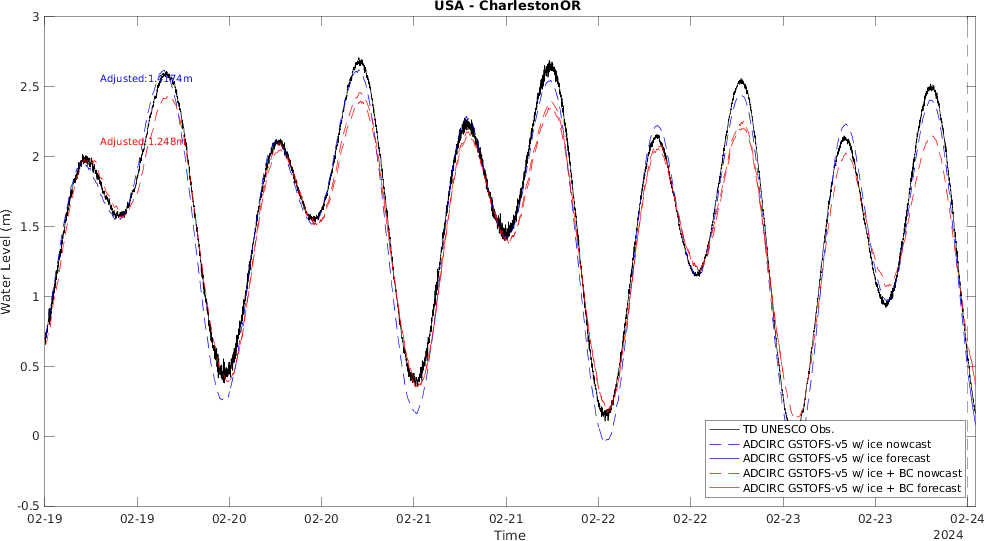 USA - CharlestonOR
3
2.5
2
1.5
1
0.5
0
-0.5
Water Level (m)
Adjusted:1.4174m
Adjusted:1.248m
TD UNESCO Obs.
ADCIRC GSTOFS-v5 w/ ice nowcast
ADCIRC GSTOFS-v5 w/ ice forecast
ADCIRC GSTOFS-v5 w/ ice + BC nowcast
ADCIRC GSTOFS-v5 w/ ice + BC forecast
02-19 02-19 02-20 02-20 02-21 02-21 02-22 02-22 02-23 02-23 02-24
Time
2024